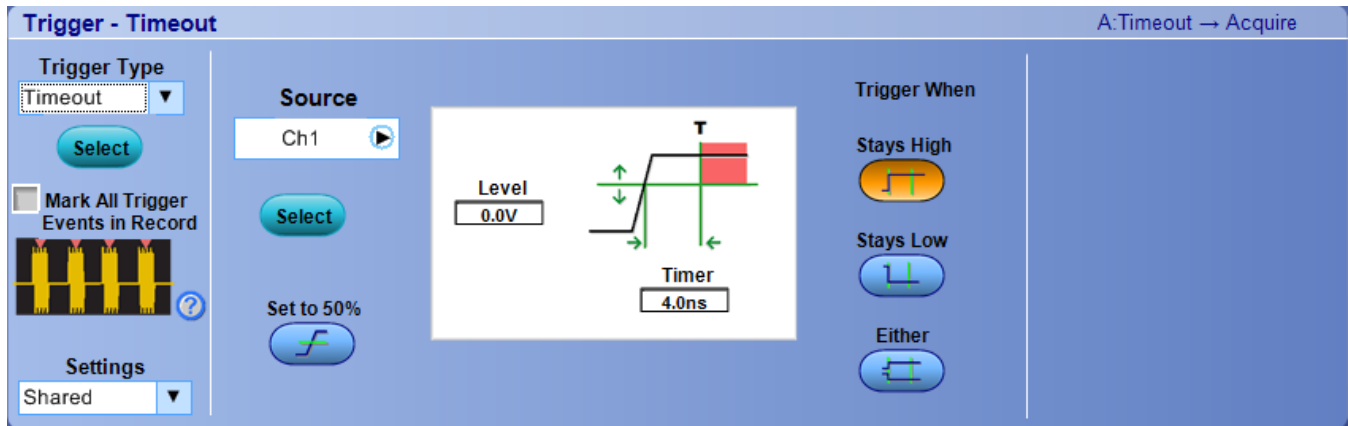 Trigger - Timeout
A:Timeout → Acquire
Trigger Type
Timeout
Select
Mark All Trigger
Events in Record
?
Settings
Shared
Source
Ch1
Select
Set to 50%
Level
0.0V
T
Timer
4.0ns
Trigger When
Stays High
Stays Low
Either